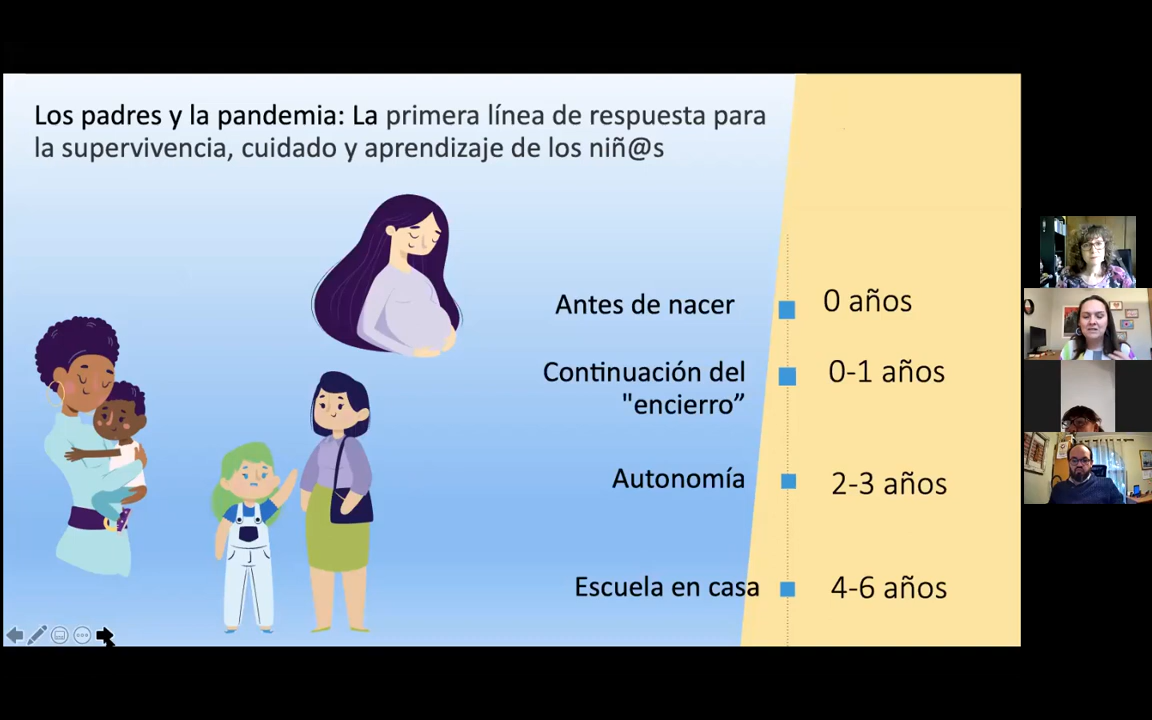 Los padres y la pandemia: La primera línea de respuesta para
la supervivencia, cuidado y aprendizaje de los niñ@s
Antes de nacer
0 años
Continuación del
"encierro”
0-1 años
Autonomía
2-3 años
Escuela en casa
4-6 años